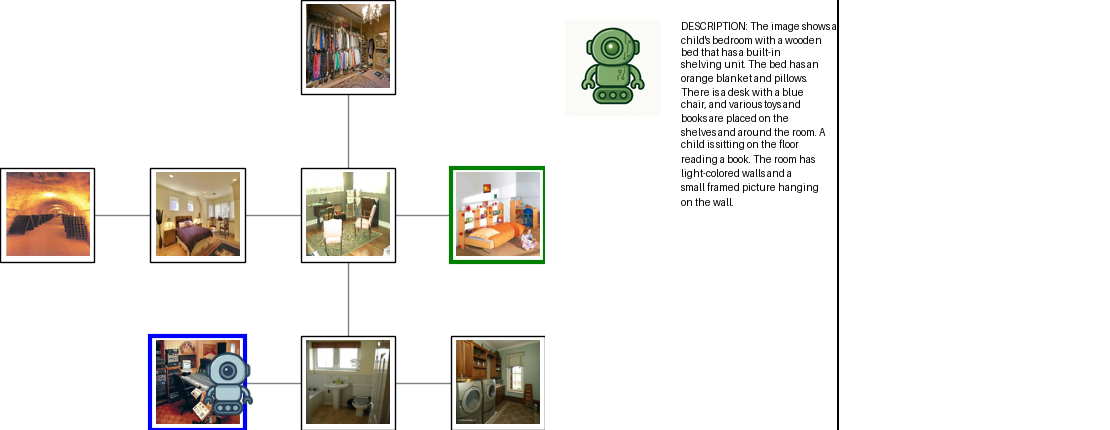 DESCRIPTION: The image shows a
child's bedroom with a wooden
bed that has a built-in
shelving unit. The bed has an
orange blanket and pillows.
There is a desk with a blue
chair, and various toys and
books are placed on the
shelves and around the room. A
child is sitting on the floor
reading a book. The room has
light-colored walls and a
small framed picture hanging
on the wall.